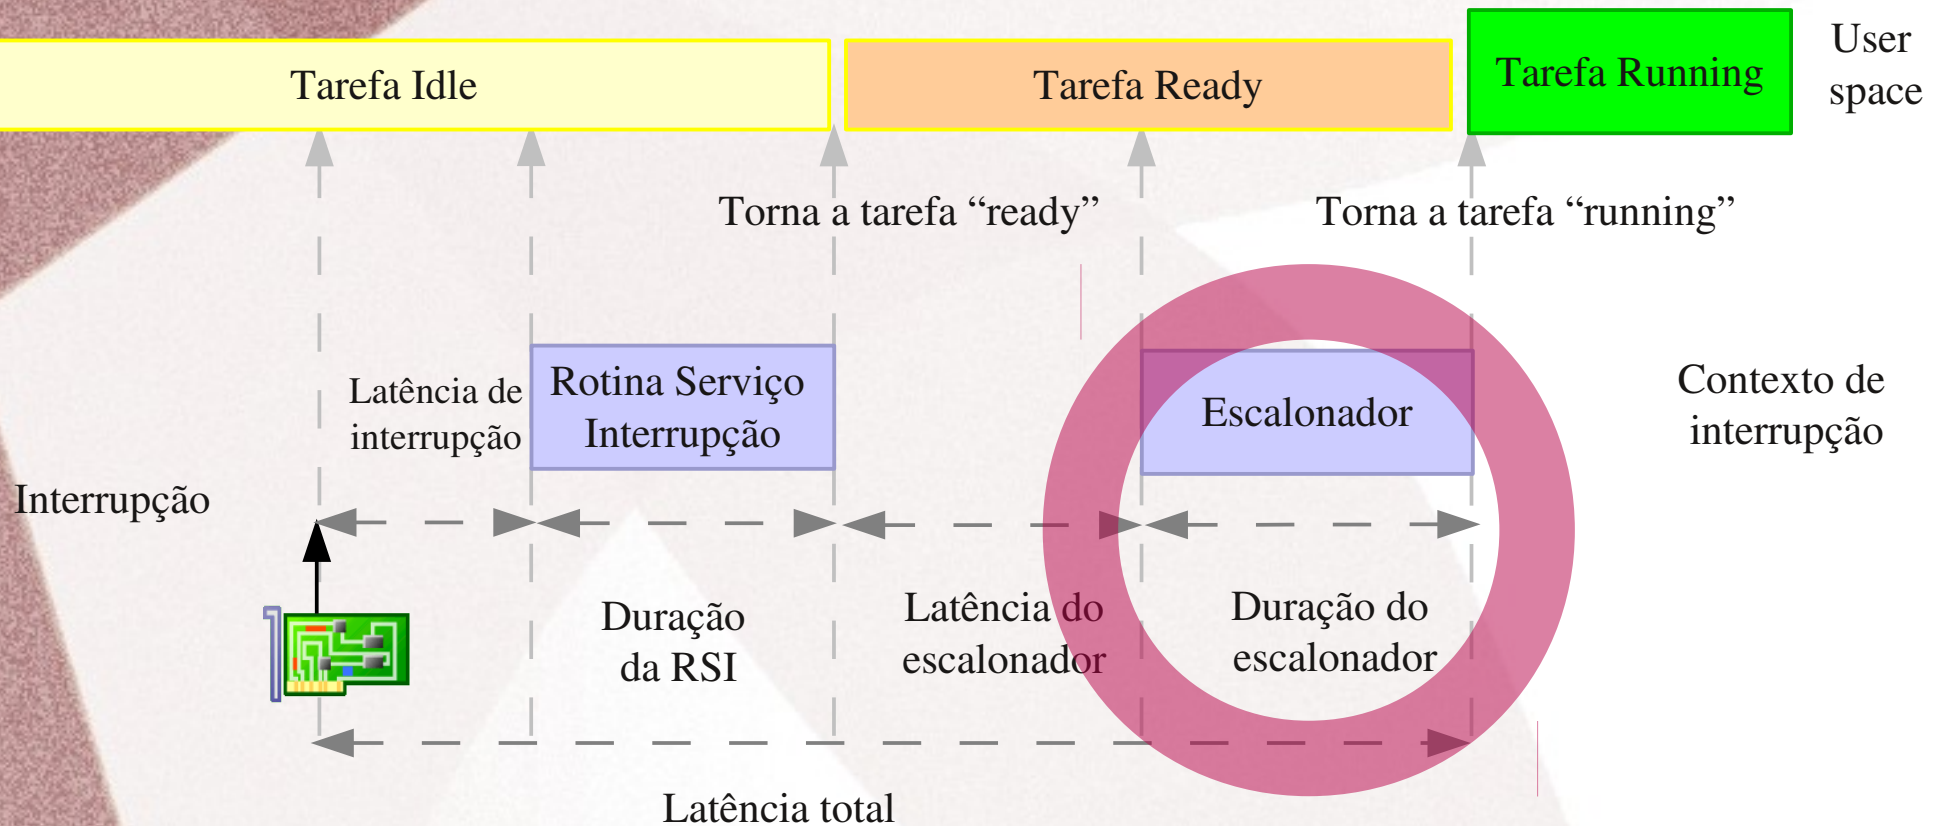 Tarefa Idle
Tarefa Ready
Tarefa Running
User
space
Torna a tarefa “ready”
Torna a tarefa “running”
Latência de
interrupção
Rotina Serviço
Interrupção
Escalonador
Contexto de
interrupção
Interrupção
Duração
da RSI
Latência do
escalonador
Duração do
escalonador
Latência total